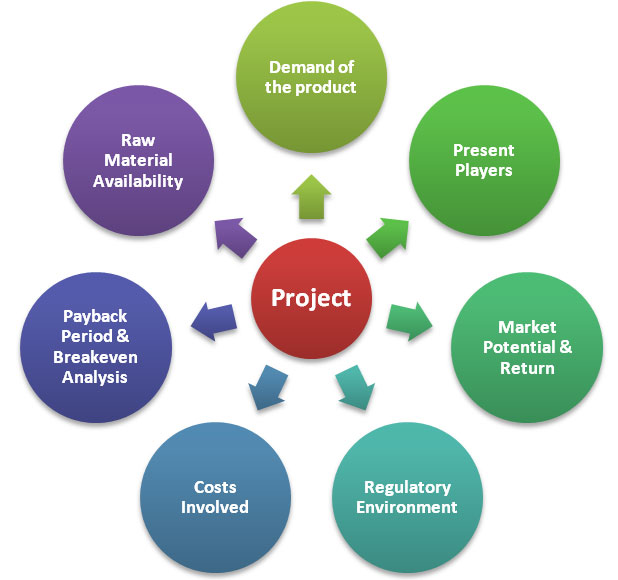 Demand of
the product
Present
Players
Market
Potential &
Return
Regulatory
Environment
Costs
Involved
Payback
Period &
Breakeven
Analysis
Raw
Material
Availability
Project